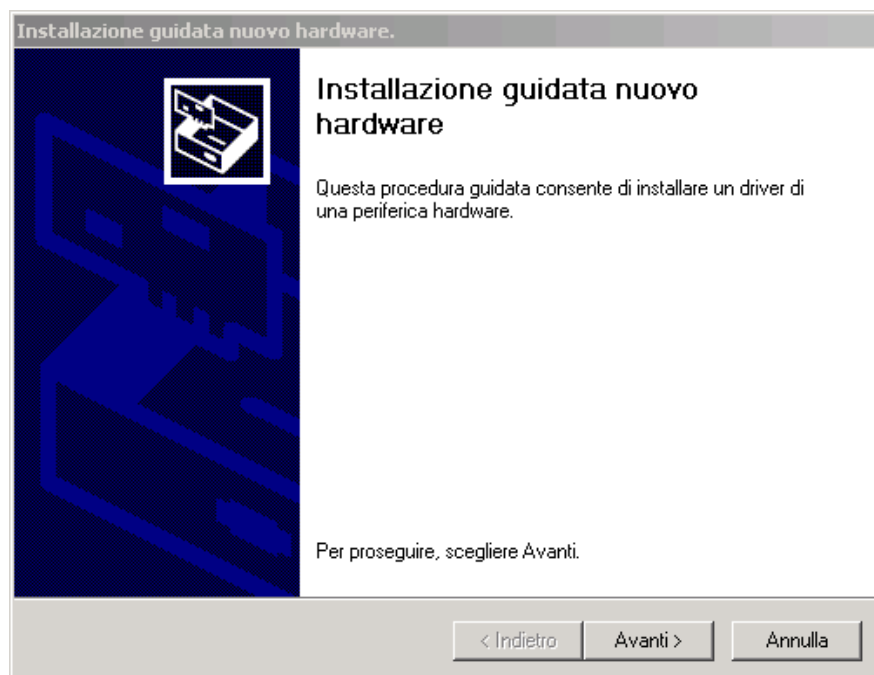 Installazione guidata nuovo hardware.
Installazione guidata nuovo
hardware
Questa procedura guidata consente di installare un driver di
una periferica hardware.
Per proseguire, scegliere Avanti.
< Indietro
Avanti >
Annulla